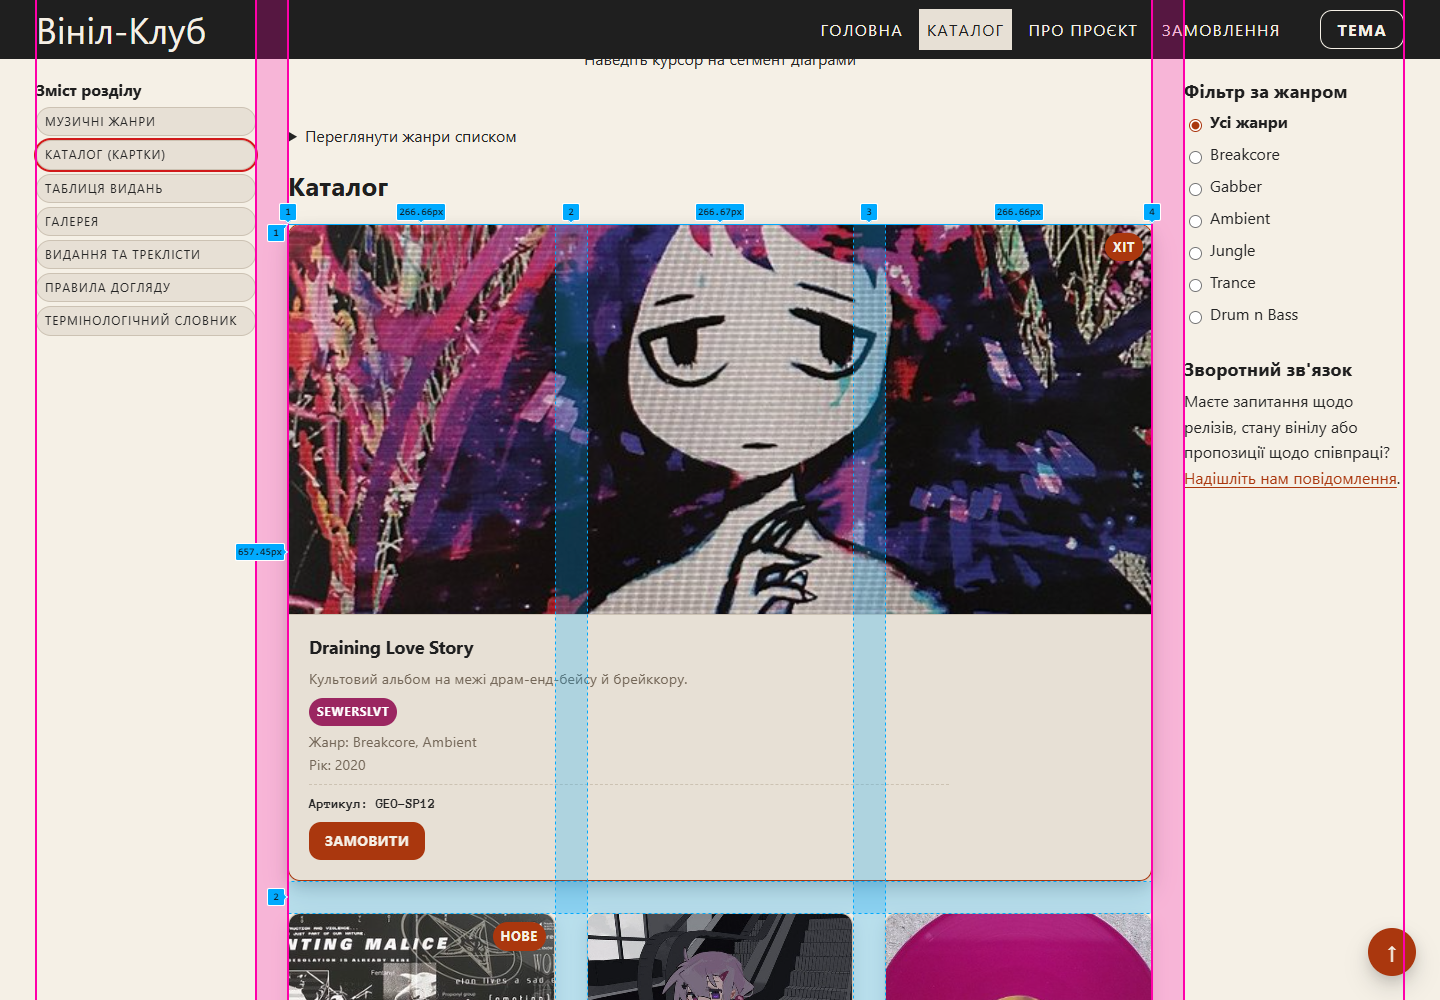 Вініл-Клуб
ГОЛОВНА
КАТАЛОГ
ПРО ПРОЄКТ
ЗАМОВЛЕННЯ
ТЕМА
Наведіть курсор на сегмент діаграми
Зміст розділу
МУЗИЧНІ ЖАНРИ
КАТАЛОГ (КАРТКИ)
ТАБЛИЦЯ ВИДАНЬ
ГАЛЕРЕЯ
ВИДАННЯ ТА ТРЕКЛІСТИ
ПРАВИЛА ДОГЛЯДУ
ТЕРМІНОЛОГІЧНИЙ СЛОВНИК
Переглянути жанри списком
Каталог
1
266.66px
2
266.67px
3
266.66px
4
1
ХІТ
657.45px
Draining Love Story
Культовий альбом на межі драм-енд-бейсу й брейккору.
SEWERSLVT
Жанр: Breakcore, Ambient
Рік: 2020
Артикул: GEO-SP12
ЗАМОВИТИ
2
НОВЕ
NTING MALICE
Фільтр за жанром
Усі жанри
Breakcore
Gabber
Ambient
Jungle
Trance
Drum n Bass
Зворотний зв'язок
Маєте запитання щодо
релізів, стану вінілу або
пропозиції щодо співпраці?
Надішліть нам повідомлення.
↑